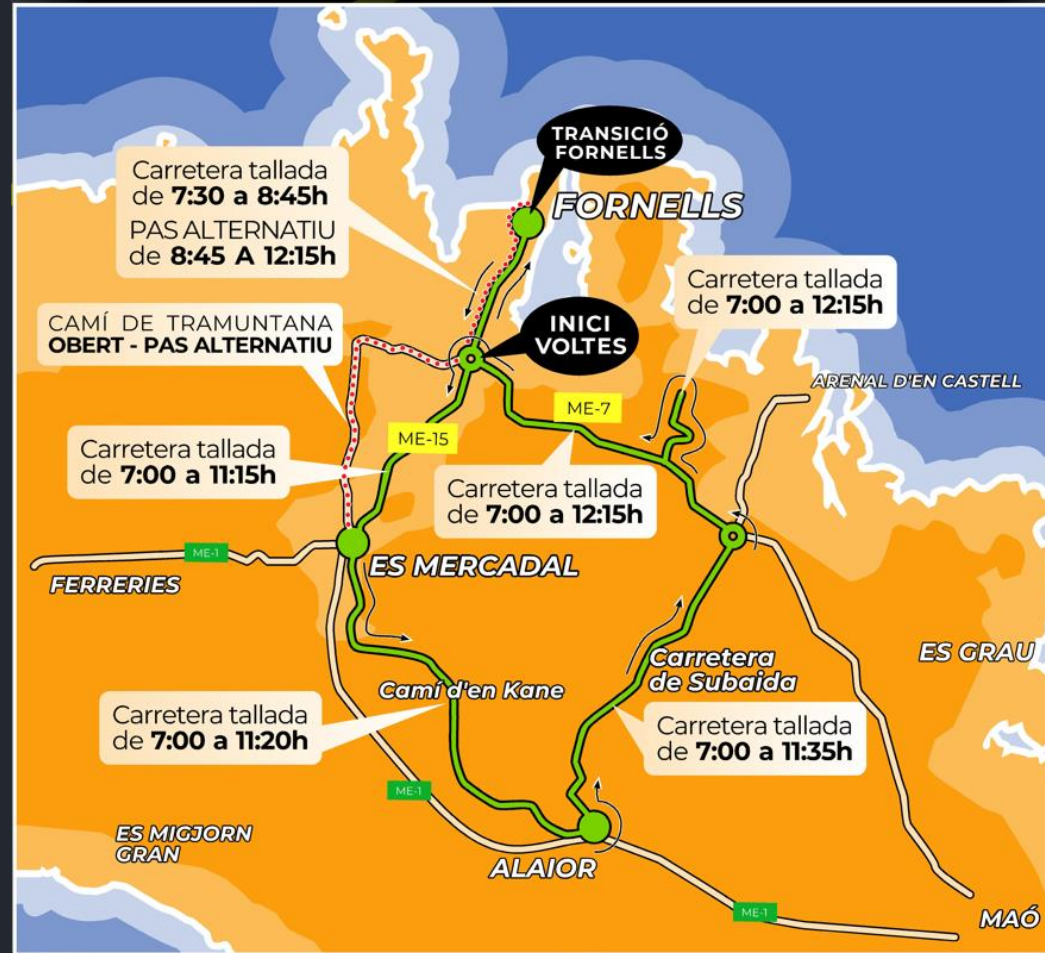 TRANSICIÓ
FORNELLS
Carretera tallada
de 7:30 a 8:45h
PAS ALTERNATIU
de 8:45 A 12:15h
FORNELLS
Carretera tallada
de 7:00 a 12:15h
CAMÍ DE TRAMUNTANA
OBERT - PAS ALTERNATIU
INICI
VOLTES
ARENAL D'EN CASTELL
ME-7
ME-15
Carretera tallada
de 7:00 a 11:15h
Carretera tallada
de 7:00 a 12:15h
ME-1
ES MERCADAL
FERRERIES
ES GRAU
Carretera
de Subaida
Camí d'en Kane
Carretera tallada
de 7:00 a 11:20h
Carretera tallada
de 7:00 a 11:35h
ME-1
ES MIGJORN
GRAN
ALAIOR
ME-1
MAÓ